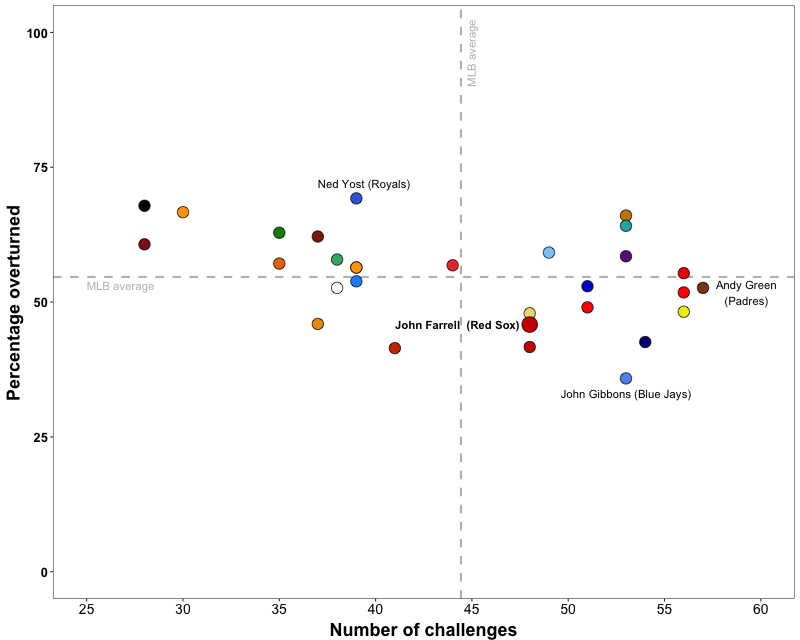 100
MLB average
75
Ned Yost (Royals)
MLB average
Andy Green
(Padres)
50
John Farrell (Red Sox)
John Gibbons (Blue Jays)
25
0
Percentage overturned
25 30 35 40 45 50 55 60
Number of challenges